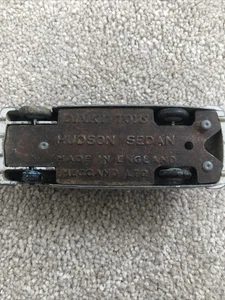 DINKY TOYS
HUDSON SEDAN
MADE IN ENGLAND
MECCANO LTD